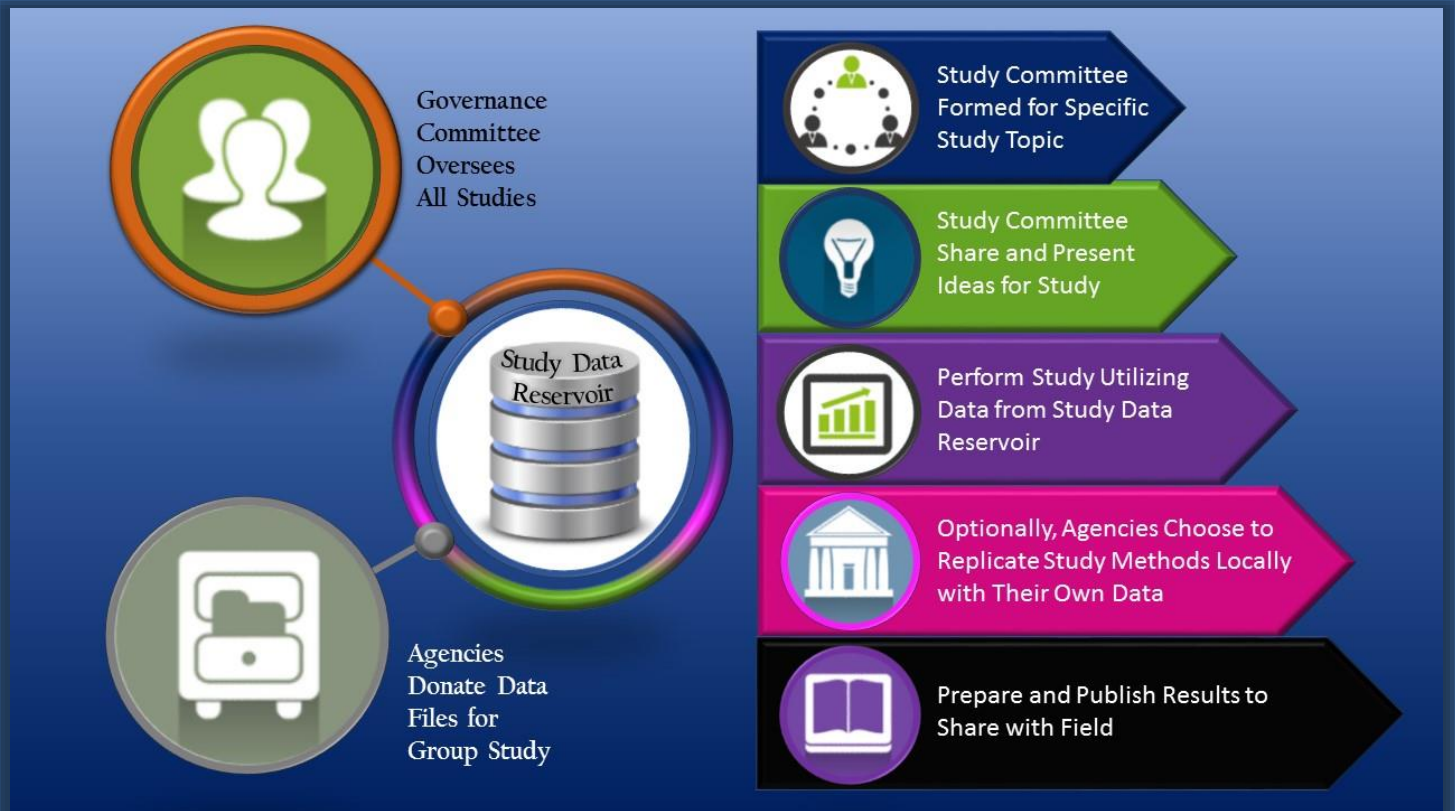 Governance
Committee
Oversees
All Studies
Study Data
Reservoir
Agencies
Donate Data
Files for
Group Study
Study Committee
Formed for Specific
Study Topic
Study Committee
Share and Present
Ideas for Study
Perform Study Utilizing
Data from Study Data
Reservoir
Optionally, Agencies Choose to
Replicate Study Methods Locally
with Their Own Data
Prepare and Publish Results to
Share with Field